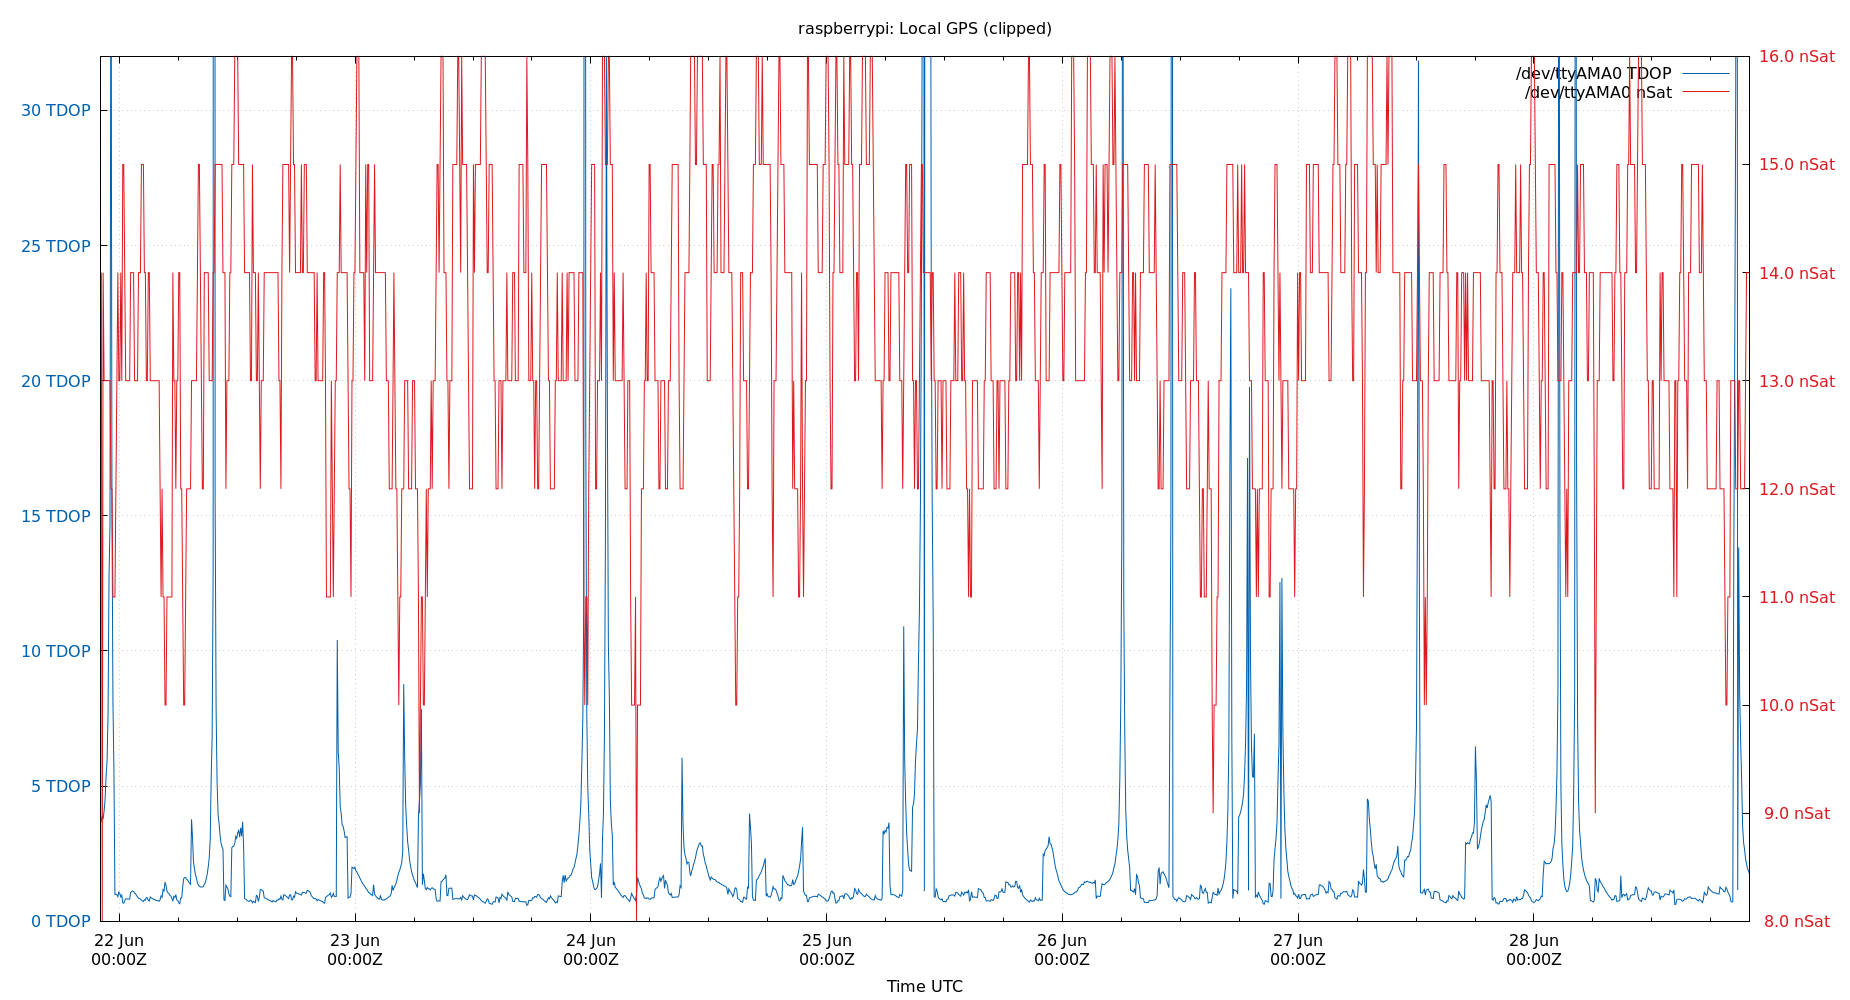 raspberrypi: Local GPS (clipped)
/dev/ttyAMA0 TDOP
/dev/ttyAMA0 nSat
30 TDOP
25 TDOP
20 TDOP
15 TDOP
10 TDOP
5 TDOP
0 TDOP
16.0 nSat
15.0 nSat
14.0 nSat
13.0 nSat
12.0 nSat
11.0 nSat
10.0 nSat
9.0 nSat
8.0 nSat
22 Jun
00:00Z
23 Jun
00:00Z
24 Jun
00:00Z
25 Jun
00:00Z
26 Jun
00:00Z
27 Jun
00:00Z
28 Jun
00:00Z
Time UTC